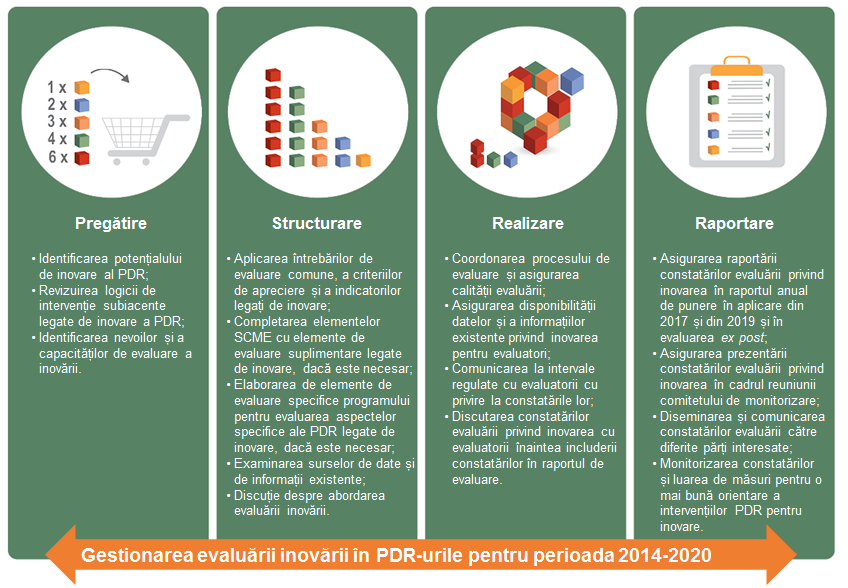 1 x
2 x
3 x
4 x
6 x
Pregătire
• Identificarea potențialului
de inovare al PDR;
• Revizuirea logicii de
intervenție subiacente
legate de inovare a PDR;
• Identificarea nevoilor și a
capacităților de evaluare a
inovării.
Structurare
• Aplicarea întrebărilor de
evaluare comune, a criteriilor
de apreciere și a indicatorilor
legați de inovare;
• Completarea elementelor
SCME cu elemente de
evaluare suplimentare legate
de inovare, dacă este necesar;
• Elaborarea de elemente de
evaluare specifice programului
pentru evaluarea aspectelor
specifice ale PDR legate de
inovare, dacă este necesar;
• Examinarea surselor de date și
de informații existente;
• Discuție despre abordarea
evaluării inovării.
Realizare
• Coordonarea procesului de
evaluare și asigurarea
calității evaluării;
• Asigurarea disponibilității
datelor și a informațiilor
existente privind inovarea
pentru evaluatori;
• Comunicarea la intervale
regulate cu evaluatorii cu
privire la constatările lor;
• Discutarea constatărilor
evaluării privind inovarea cu
evaluatorii înaintea includerii
constatărilor în raportul de
evaluare.
Raportare
• Asigurarea raportării
constatărilor evaluării privind
inovarea în raportul anual
de punere în aplicare din
2017 și din 2019 și în
evaluarea ex post;
• Asigurarea prezentării
constatărilor evaluării privind
inovarea în cadrul reuniunii
comitetului de monitorizare;
• Diseminarea și comunicarea
constatărilor evaluării către
diferite părți interesate;
• Monitorizarea constatărilor
și luarea de măsuri pentru o
mai bună orientare a
intervențiilor PDR pentru
inovare.
Gestionarea evaluării inovării în PDR-urile pentru perioada 2014-2020